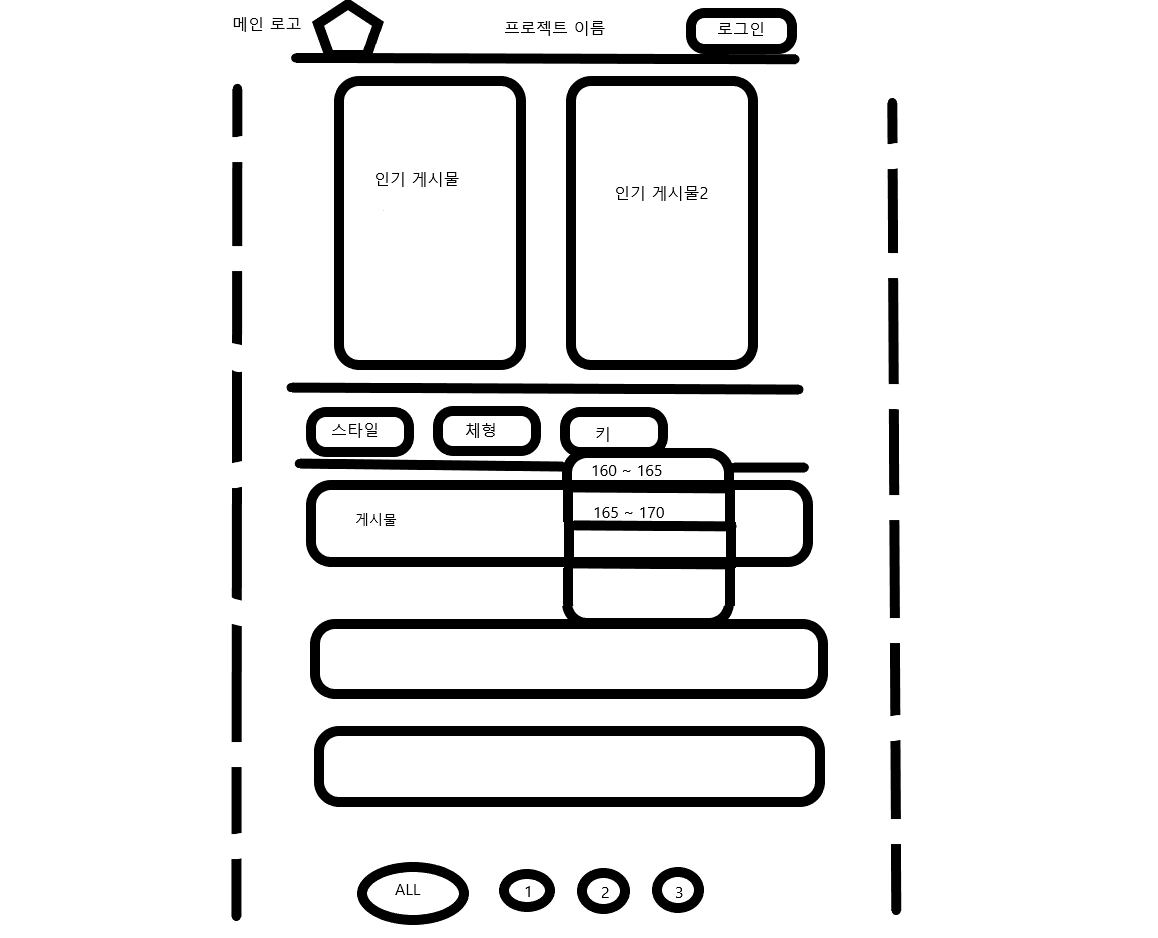 메인 로고
프로젝트 이름
로그인
인기 게시물
인기 게시물2
스타일
체형
키
160 ~ 165
165 ~ 170
게시물
ALL
1
2
3